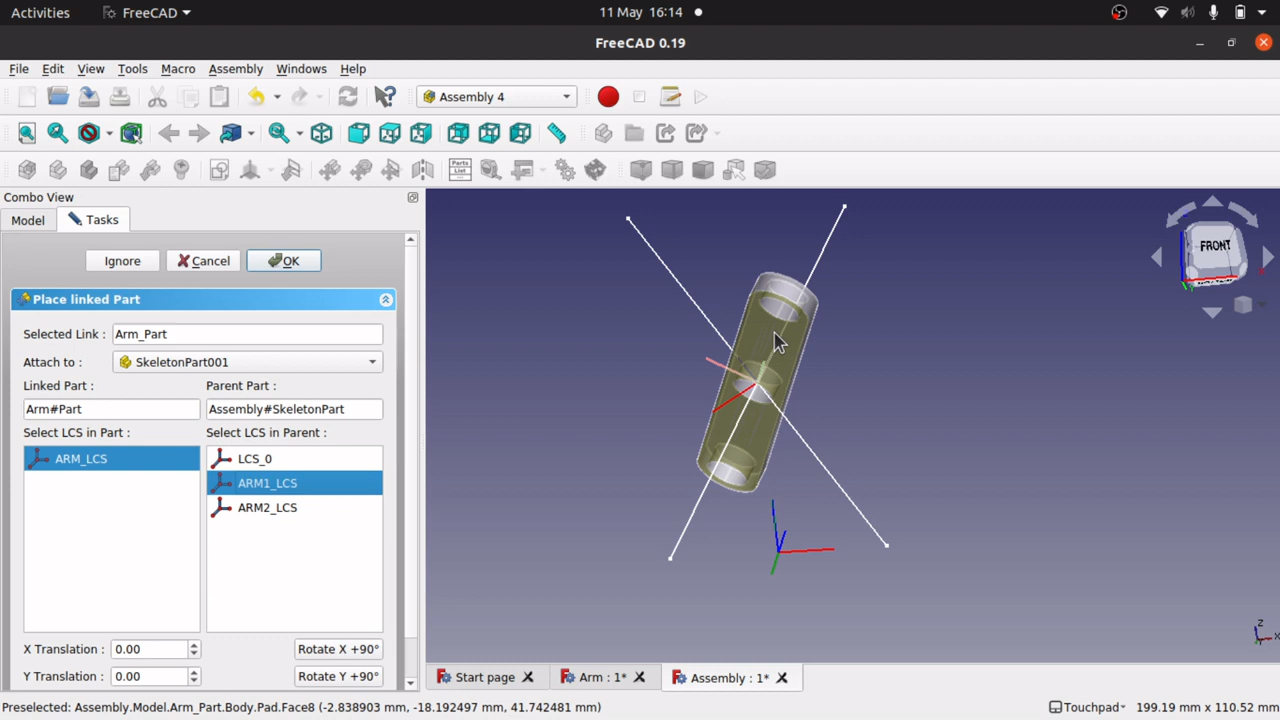 Activities
FreeCAD
11 May 16:14
FreeCAD 0.19
File Edit View Tools Macro Assembly Windows Help
Assembly 4
Parts
List
Combo View
Model
Tasks
Ignore
Cancel
OK
Place linked Part
Selected Link :
Arm_Part
Attach to :
SkeletonPart001
Linked Part :
Parent Part :
Arm#Part
Assembly#SkeletonPart
Select LCS in Part :
Select LCS in Parent :
ARM_LCS
LCS_0
ARM1_LCS
ARM2_LCS
X Translation :
0.00
Rotate X +90°
Y Translation :
0.00
Rotate Y +90°
FRONT
Z
X
Start page
Arm : 1*
Assembly : 1*
Preselected: Assembly.Model.Arm_Part.Body.Pad.Face8 (-2.838903 mm, -18.192497 mm, 41.742481 mm)
Touchpad
199.19 mm x 110.52 mm